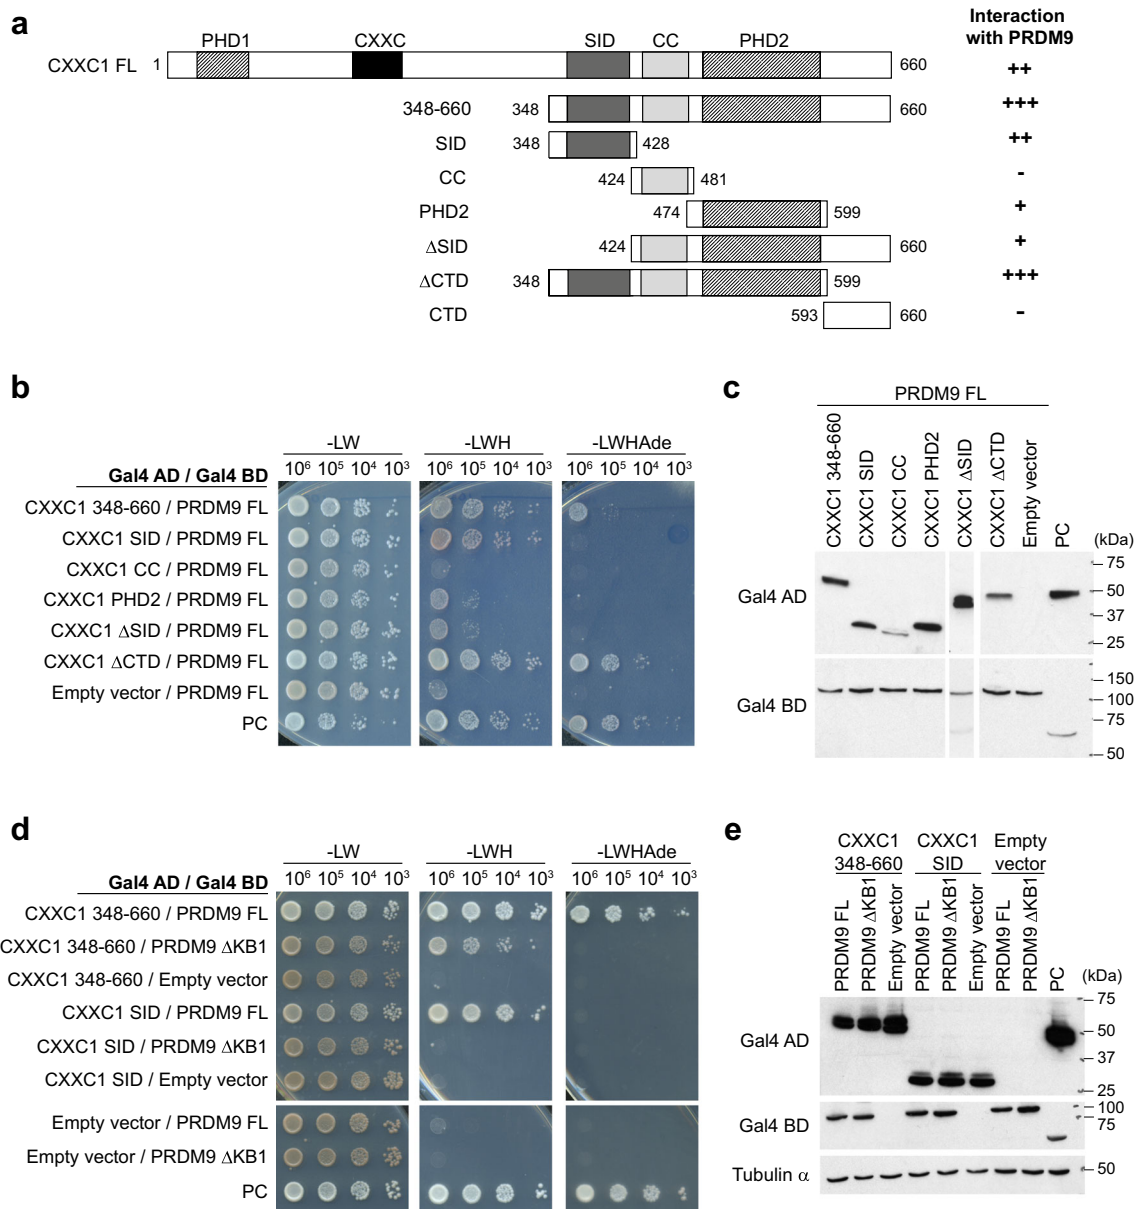 a
Interaction
with PRDM9
PHD1 CXXC SID CC PHD2
CXXC1 FL 1 660 ++
348-660 348 660 +++
SID 348 428 ++
CC 424 481 -
PHD2 474 599 +
ΔSID 424 660 +
ΔCTD 348 599 +++
CTD 593 660 -
b
-LW -LWH -LWHAde
Gal4 AD / Gal4 BD 10⁶ 10⁵ 10⁴ 10³ 10⁶ 10⁵ 10⁴ 10³ 10⁶ 10⁵ 10⁴ 10³
CXXC1 348-660 / PRDM9 FL
CXXC1 SID / PRDM9 FL
CXXC1 CC / PRDM9 FL
CXXC1 PHD2 / PRDM9 FL
CXXC1 ΔSID / PRDM9 FL
CXXC1 ΔCTD / PRDM9 FL
Empty vector / PRDM9 FL
PC
c
PRDM9 FL
CXXC1 348-660
CXXC1 SID
CXXC1 CC
CXXC1 PHD2
CXXC1 ΔSID
CXXC1 ΔCTD
Empty vector
PC
(kDa)
Gal4 AD
75
50
37
25
Gal4 BD
150
100
75
50
d
-LW -LWH -LWHAde
Gal4 AD / Gal4 BD 10⁶ 10⁵ 10⁴ 10³ 10⁶ 10⁵ 10⁴ 10³ 10⁶ 10⁵ 10⁴ 10³
CXXC1 348-660 / PRDM9 FL
CXXC1 348-660 / PRDM9 ΔKB1
CXXC1 348-660 / Empty vector
CXXC1 SID / PRDM9 FL
CXXC1 SID / PRDM9 ΔKB1
CXXC1 SID / Empty vector
Empty vector / PRDM9 FL
Empty vector / PRDM9 ΔKB1
PC
e
CXXC1 CXXC1 Empty
348-660 SID vector
PRDM9 FL
PRDM9 ΔKB1
Empty vector
PRDM9 FL
PRDM9 ΔKB1
Empty vector
PRDM9 FL
PRDM9 ΔKB1
PC
(kDa)
Gal4 AD
75
50
37
25
Gal4 BD
100
75
Tubulin α
50